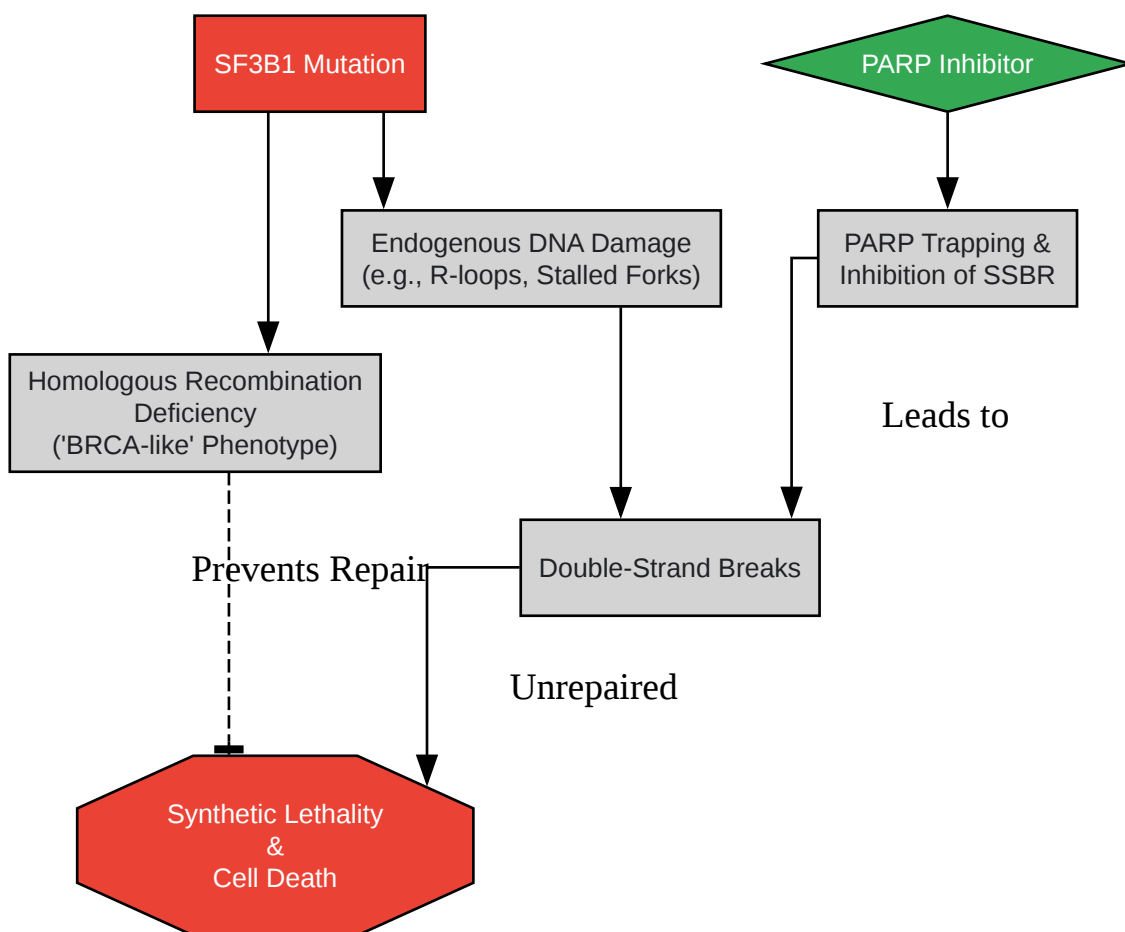 SF3B1 Mutation
PARP Inhibitor
Endogenous DNA Damage
(e.g., R-loops, Stalled Forks)
PARP Trapping &
Inhibition of SSBR
Homologous Recombination
Deficiency
('BRCA-like' Phenotype)
Leads to
Prevents Repair
Double-Strand Breaks
Unrepaired
Synthetic Lethality
&
Cell Death